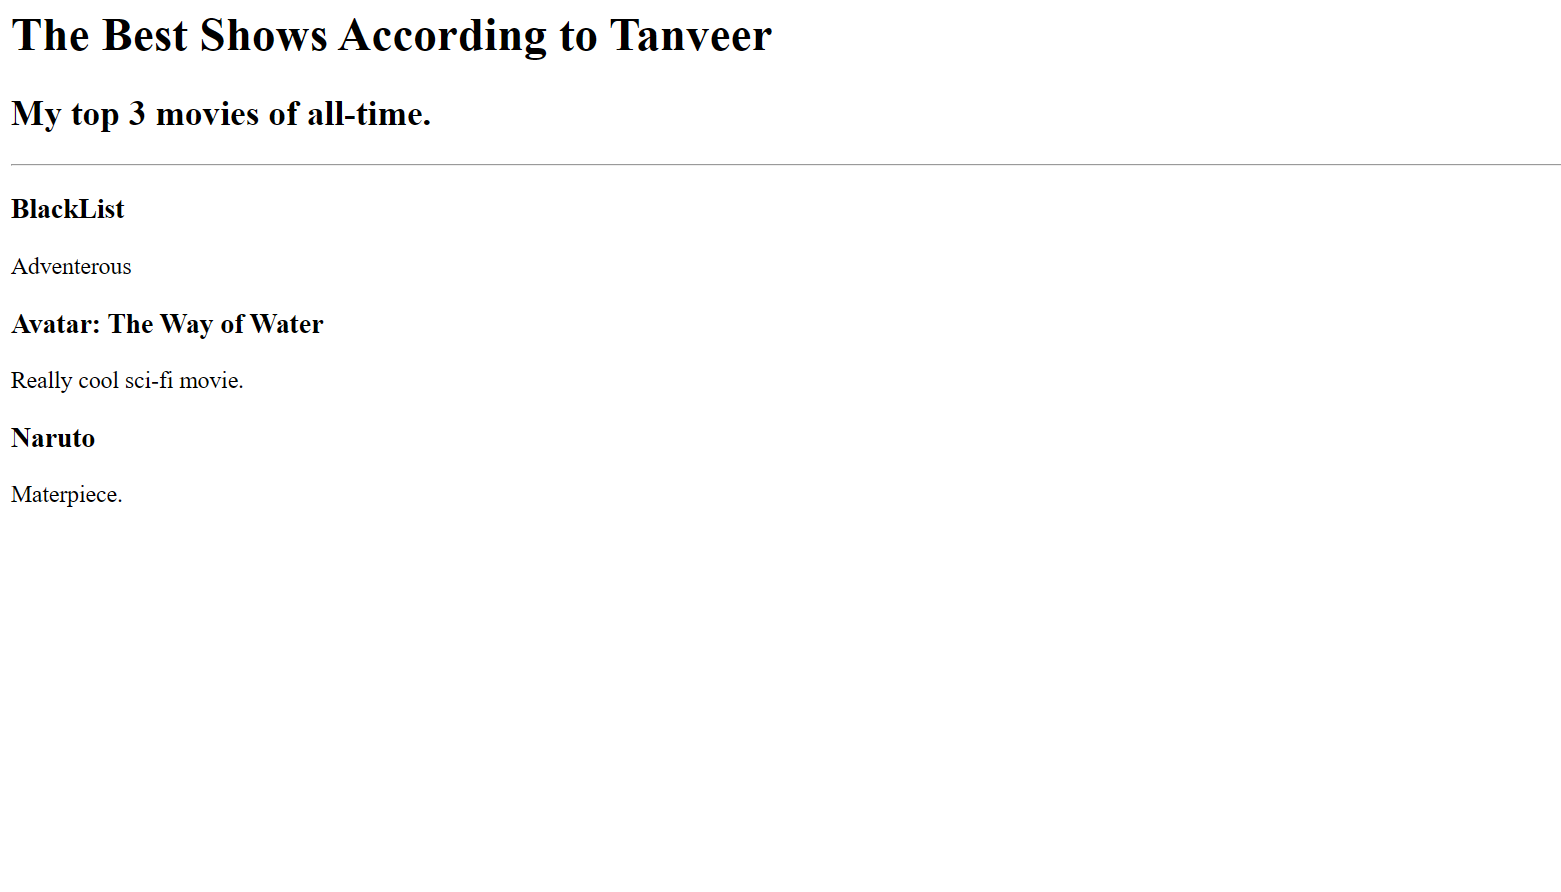 The Best Shows According to Tanveer
My top 3 movies of all-time.
BlackList
Adventerous
Avatar: The Way of Water
Really cool sci-fi movie.
Naruto
Materpiece.